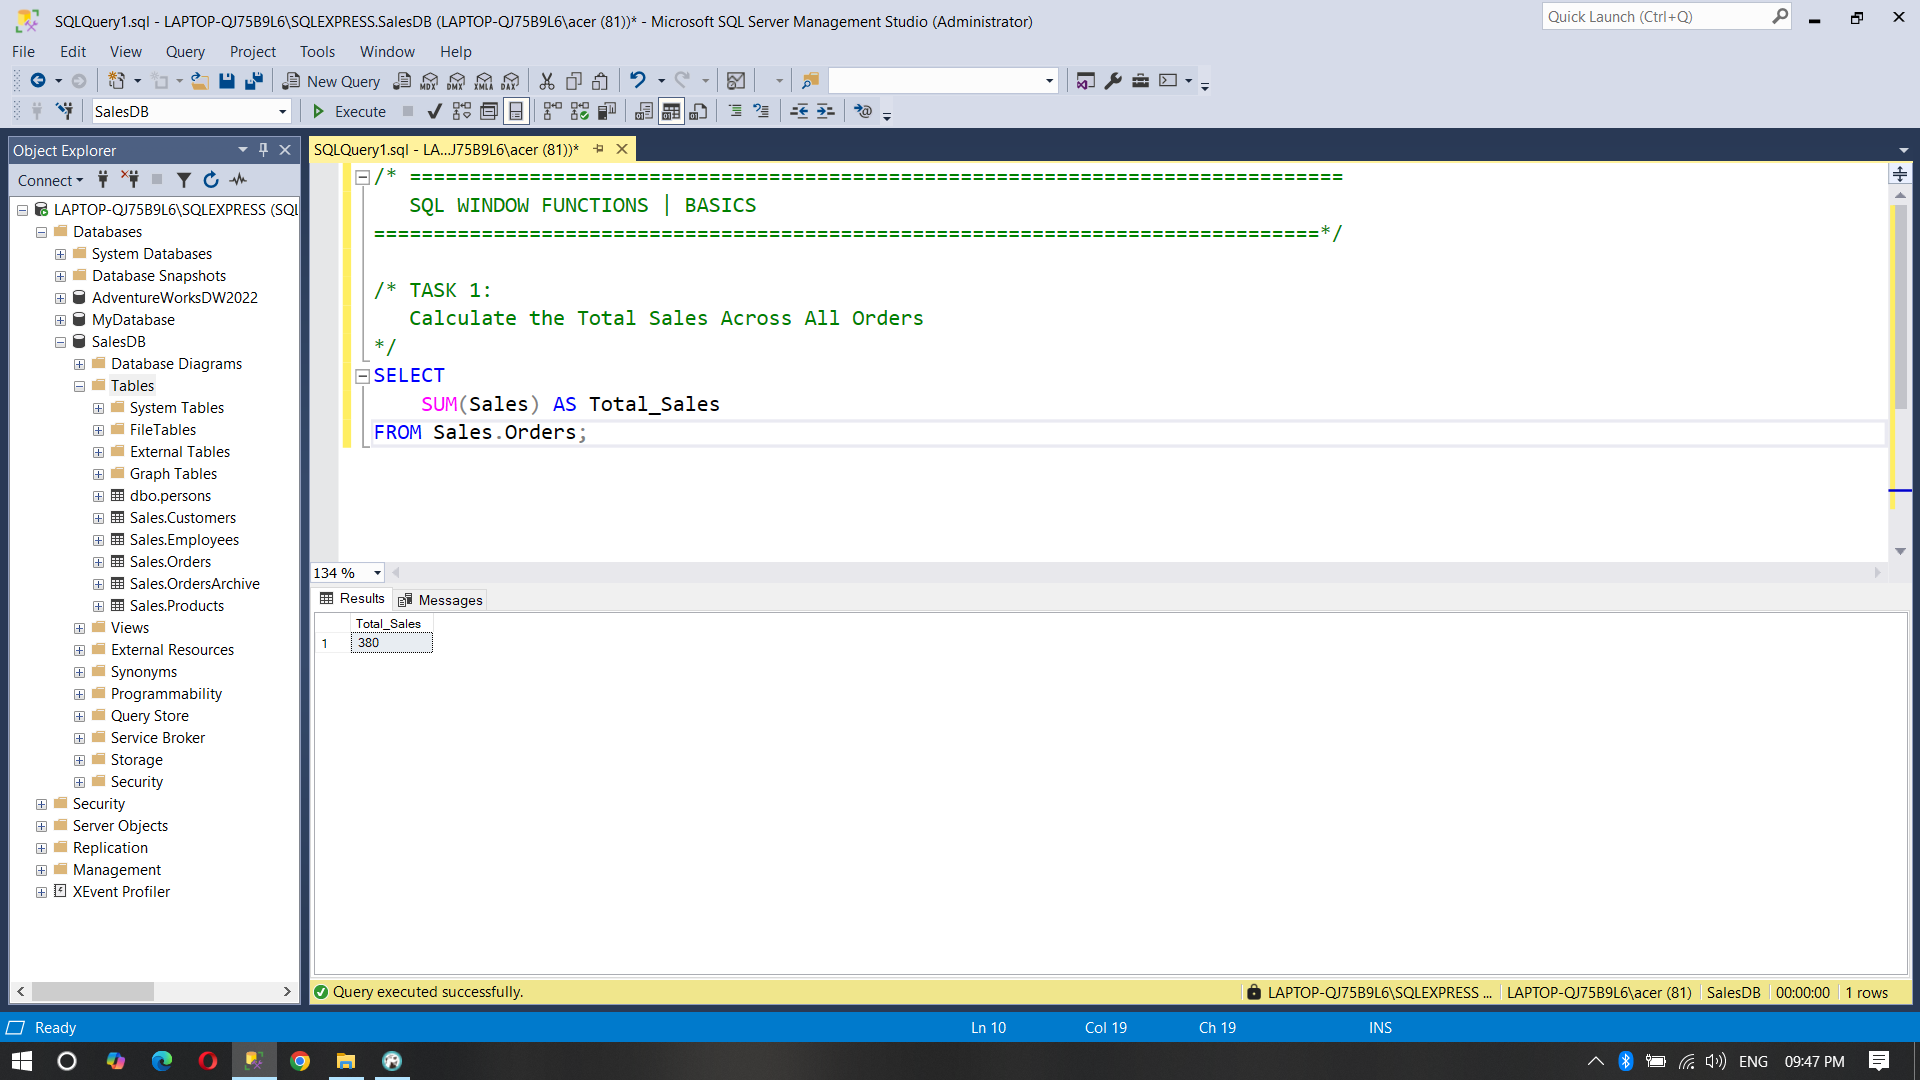 SQLQuery1.sql - LAPTOP-QJ75B9L6\SQLEXPRESS.SalesDB (LAPTOP-QJ75B9L6\acer (81))* - Microsoft SQL Server Management Studio (Administrator)
Quick Launch (Ctrl+Q)
File Edit View Query Project Tools Window Help
New Query
MDX DMX XMLA DAX
SalesDB
Execute
Object Explorer
SQLQuery1.sql - LA...J75B9L6\acer (81))*
Connect
LAPTOP-QJ75B9L6\SQLEXPRESS (SQL
Databases
System Databases
Database Snapshots
AdventureWorksDW2022
MyDatabase
SalesDB
Database Diagrams
Tables
System Tables
FileTables
External Tables
Graph Tables
dbo.persons
Sales.Customers
Sales.Employees
Sales.Orders
Sales.OrdersArchive
Sales.Products
Views
External Resources
Synonyms
Programmability
Query Store
Service Broker
Storage
Security
Security
Server Objects
Replication
Management
XEvent Profiler
/* ==============================================================================
SQL WINDOW FUNCTIONS | BASICS
===============================================================================*/
/* TASK 1:
Calculate the Total Sales Across All Orders
*/
SELECT
SUM(Sales) AS Total_Sales
FROM Sales.Orders;
134 %
Results Messages
Total_Sales
1 380
Query executed successfully.
LAPTOP-QJ75B9L6\SQLEXPRESS ... LAPTOP-QJ75B9L6\acer (81) SalesDB 00:00:00 1 rows
Ready Ln 10 Col 19 Ch 19 INS
ENG 09:47 PM